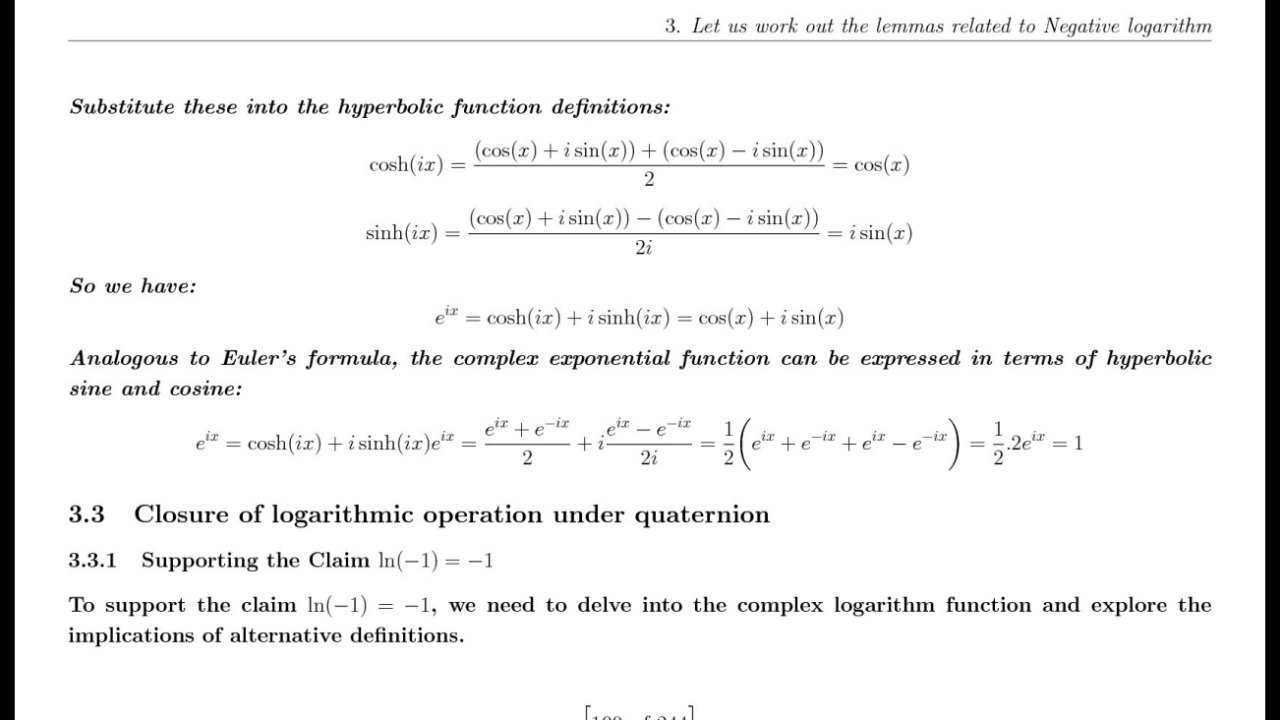 3. Let us work out the lemmas related to Negative logarithm
Substitute these into the hyperbolic function definitions:
cosh(ix) = \frac{(cos(x) + i sin(x)) + (cos(x) − i sin(x))}{2} = cos(x)
sinh(ix) = \frac{(cos(x) + i sin(x)) − (cos(x) − i sin(x))}{2i} = i sin(x)
So we have:
e^{ix} = cosh(ix) + i sinh(ix) = cos(x) + i sin(x)
Analogous to Euler's formula, the complex exponential function can be expressed in terms of hyperbolic
sine and cosine:
e^{ix} = cosh(ix) + i sinh(ix)e^{ix} = \frac{e^{ix} + e^{−ix}}{2} + i\frac{e^{ix} − e^{−ix}}{2i} = \frac{1}{2}(e^{ix} + e^{−ix} + e^{ix} − e^{−ix}) = \frac{1}{2}.2e^{ix} = 1
3.3 Closure of logarithmic operation under quaternion
3.3.1 Supporting the Claim ln(−1) = −1
To support the claim ln(−1) = −1, we need to delve into the complex logarithm function and explore the
implications of alternative definitions.